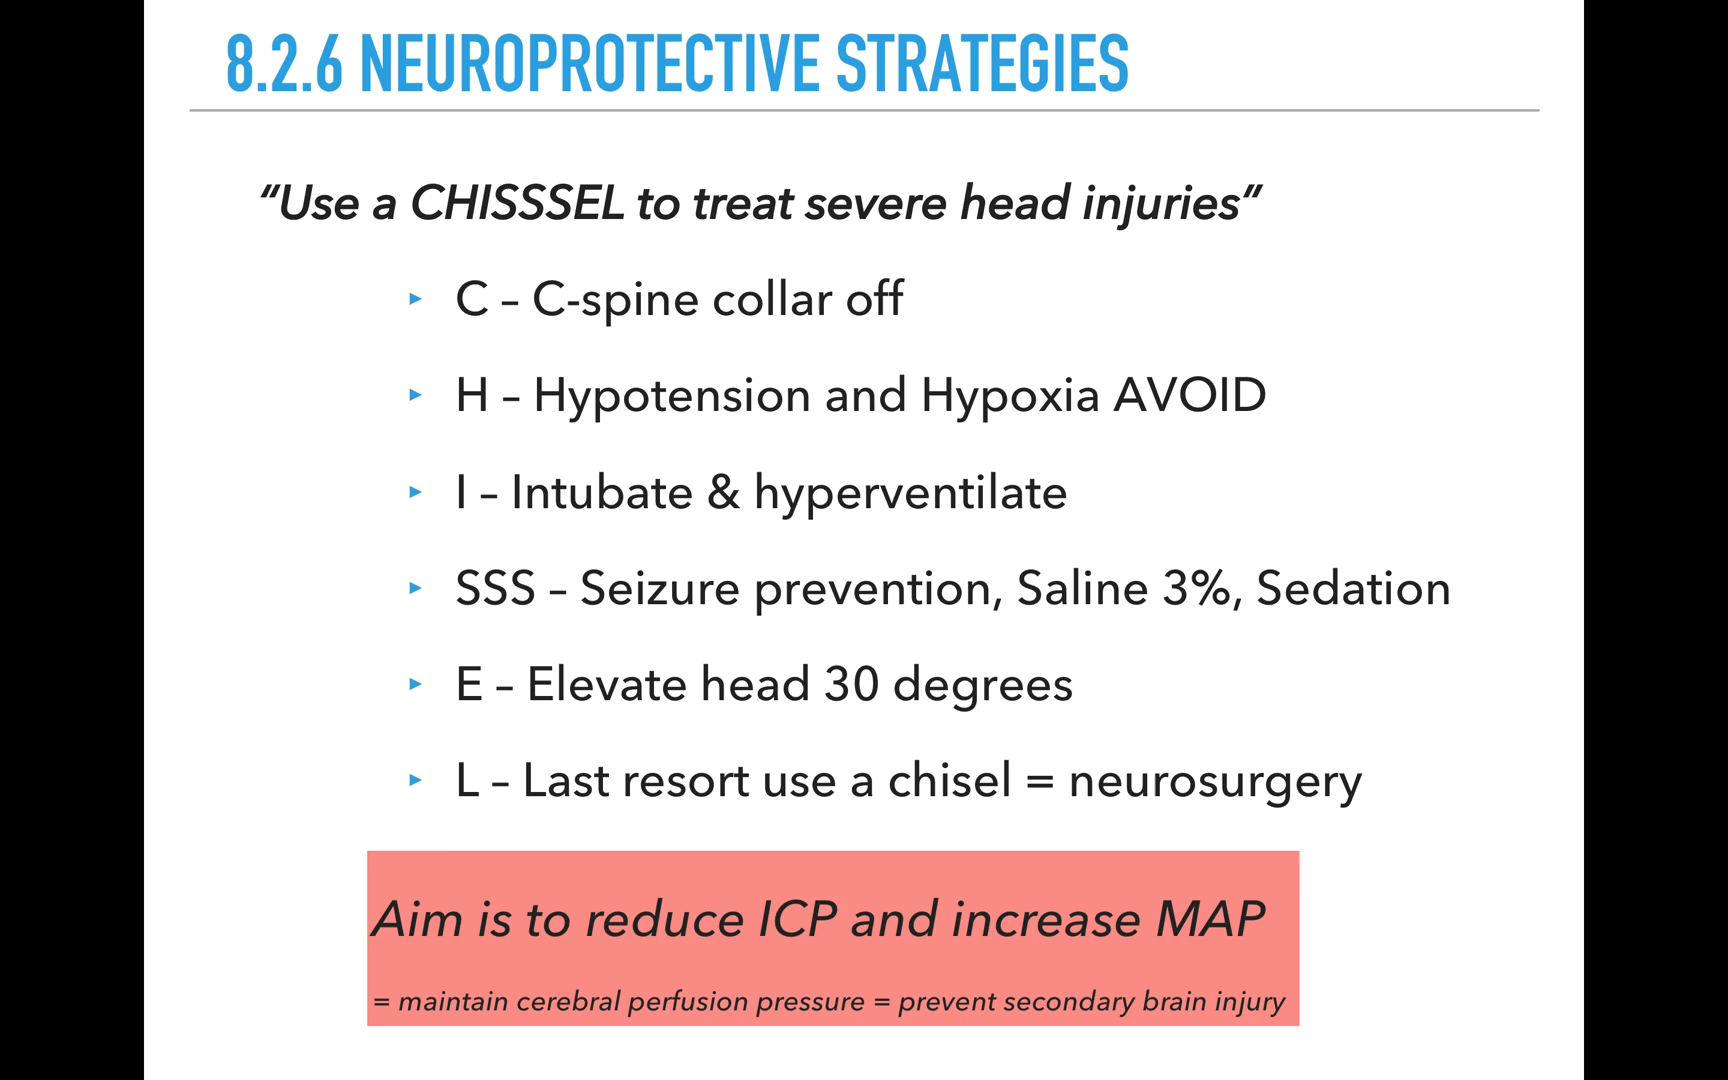 8.2.6 NEUROPROTECTIVE STRATEGIES
“Use a CHISSSEL to treat severe head injuries”
‣ C – C-spine collar off
‣ H – Hypotension and Hypoxia AVOID
‣ I – Intubate & hyperventilate
‣ SSS – Seizure prevention, Saline 3%, Sedation
‣ E – Elevate head 30 degrees
‣ L – Last resort use a chisel = neurosurgery
Aim is to reduce ICP and increase MAP
= maintain cerebral perfusion pressure = prevent secondary brain injury